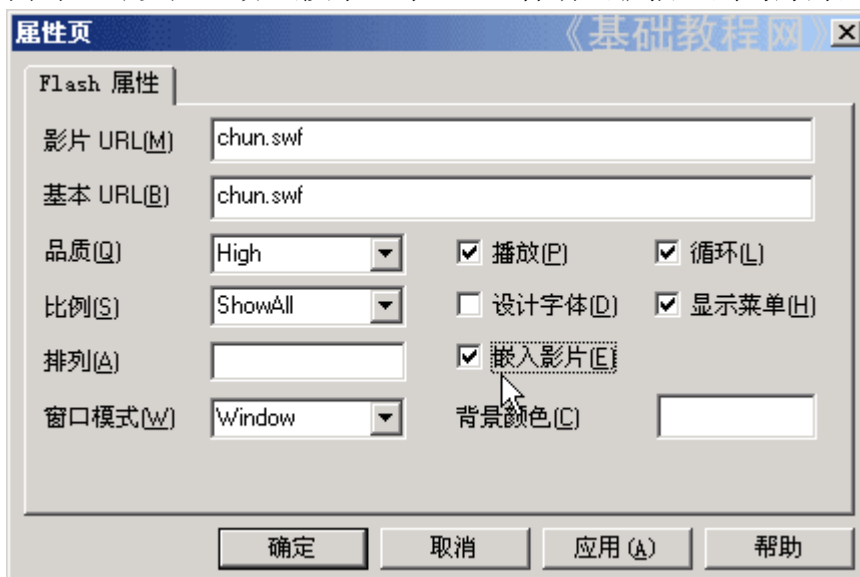 属性页 《基础教程网》
Flash 属性
影片 URL(M) chun.swf
基本 URL(B) chun.swf
品质(Q) High 播放(P) 循环(L)
比例(S) ShowAll 设计字体(D) 显示菜单(H)
排列(A) 嵌入影片(E)
窗口模式(W) Window 背景颜色(C)
确定 取消 应用(A) 帮助